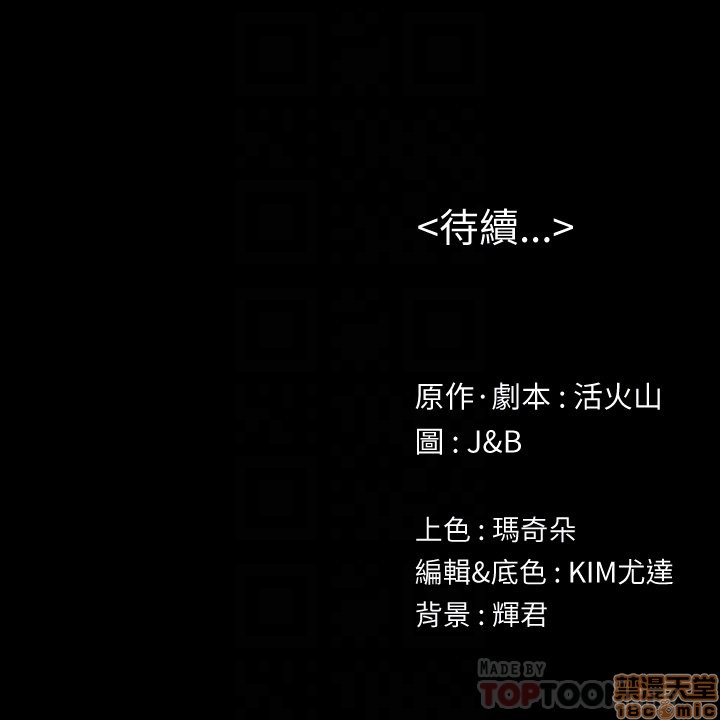 <待續...>
原作·劇本 : 活火山
圖 : J&B
上色 : 瑪奇朵
編輯&底色 : KIM尤達
背景 : 輝君
MADE BY
TOPTOON
禁漫天堂
18comic